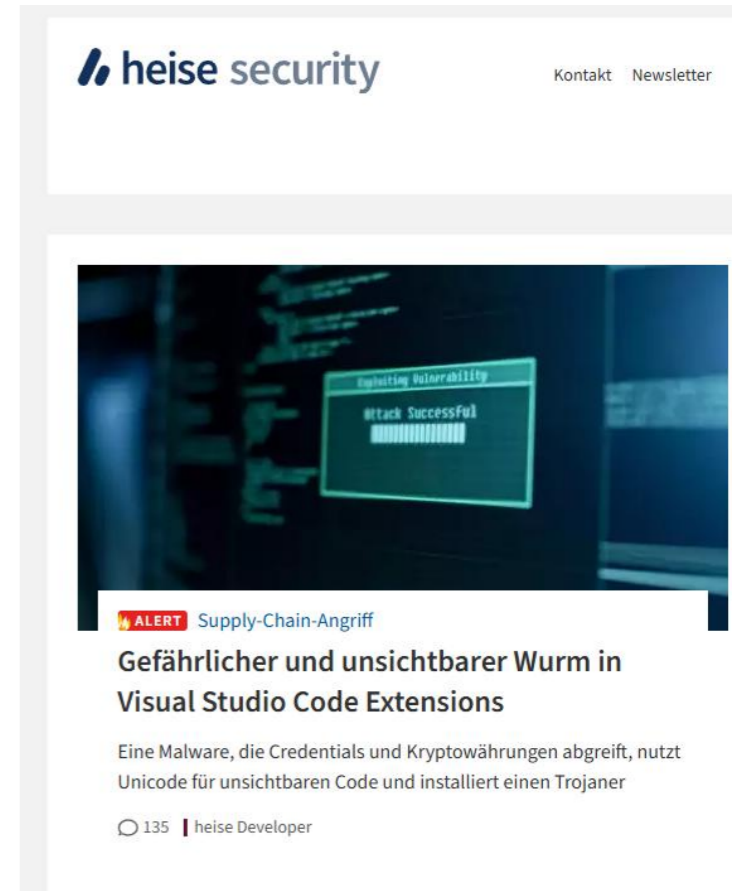 heise security
Kontakt Newsletter
Exploiting Vulnerability
Attack Successful
ALERT Supply-Chain-Angriff
Gefährlicher und unsichtbarer Wurm in
Visual Studio Code Extensions
Eine Malware, die Credentials und Kryptowährungen abgreift, nutzt
Unicode für unsichtbaren Code und installiert einen Trojaner
135 heise Developer